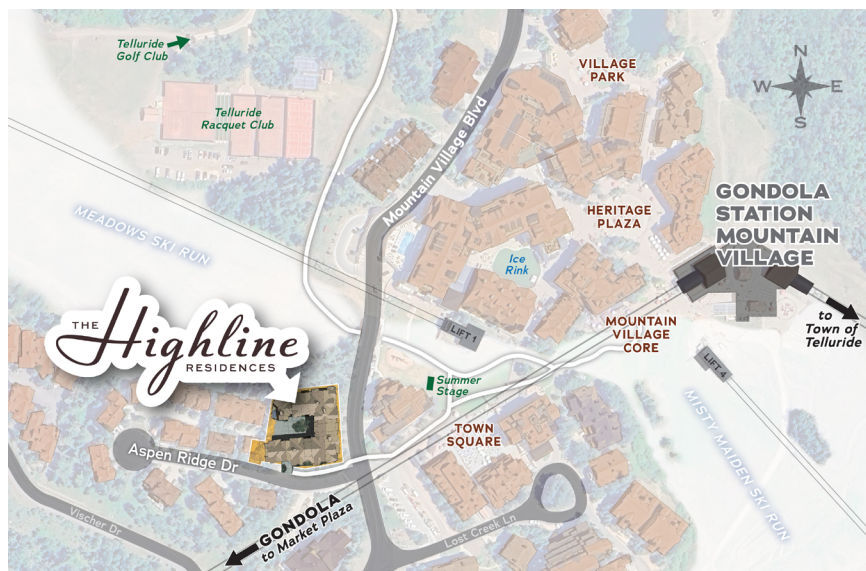 Telluride
Golf Club
Telluride
Racquet Club
VILLAGE
PARK
N
W
E
S
Mountain Village Blvd
MEADOWS SKI RUN
HERITAGE
PLAZA
GONDOLA
STATION
MOUNTAIN
VILLAGE
Ice
Rink
to
Town of
Telluride
THE
Highline
RESIDENCES
LIFT 1
MOUNTAIN
VILLAGE
CORE
LIFT 4
Summer
Stage
TOWN
SQUARE
MISTY MAIDEN SKI RUN
Aspen Ridge Dr
Vischer Dr
GONDOLA
to Market Plaza
Lost Creek Ln